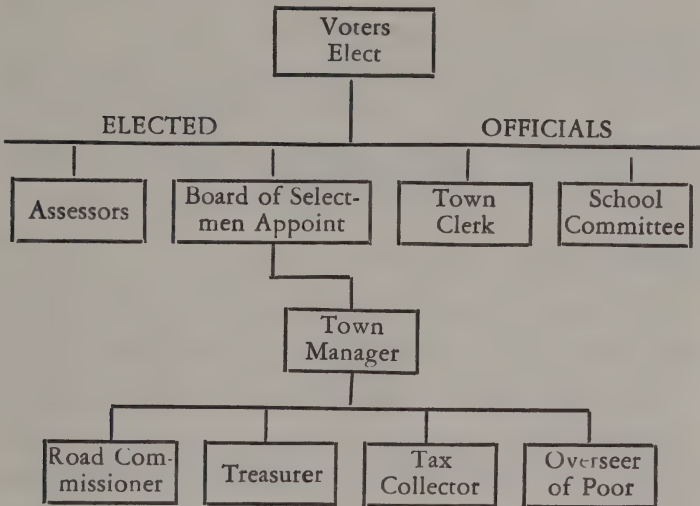 Voters
Elect
ELECTED OFFICIALS
Assessors
Board of Select-
men Appoint
Town
Clerk
School
Committee
Town
Manager
Road Com-
missioner
Treasurer
Tax
Collector
Overseer
of Poor